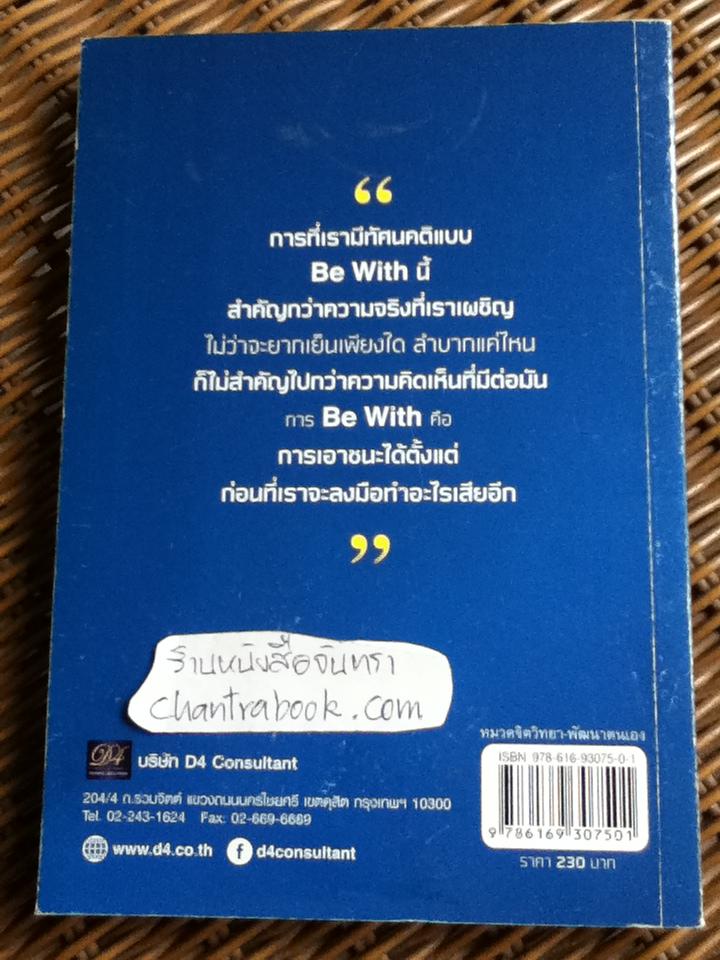 “
การที่เรามีทัศนคติแบบ
Be With นี้
สำคัญกว่าความจริงที่เราเผชิญ
ไม่ว่าจะยากเย็นเพียงใด ลำบากแค่ไหน
ก็ไม่สำคัญไปกว่าความคิดเห็นที่มีต่อมัน
การ Be With คือ
การเอาชนะได้ตั้งแต่
ก่อนที่เราจะลงมือทำอะไรเสียอีก
”
ร้านหนังสือจันทรา
chantrabook.com
หมวดจิตวิทยา-พัฒนาตนเอง
ISBN 978-616-93075-0-1
D4
บริษัท D4 Consultant
204/4 ถ.รวมจิตต์ แขวงถนนนครไชยศรี เขตดุสิต กรุงเทพฯ 10300
Tel. 02-243-1624 Fax: 02-669-6689
www.d4.co.th f d4consultant
9 786169 307501
ราคา 230 บาท